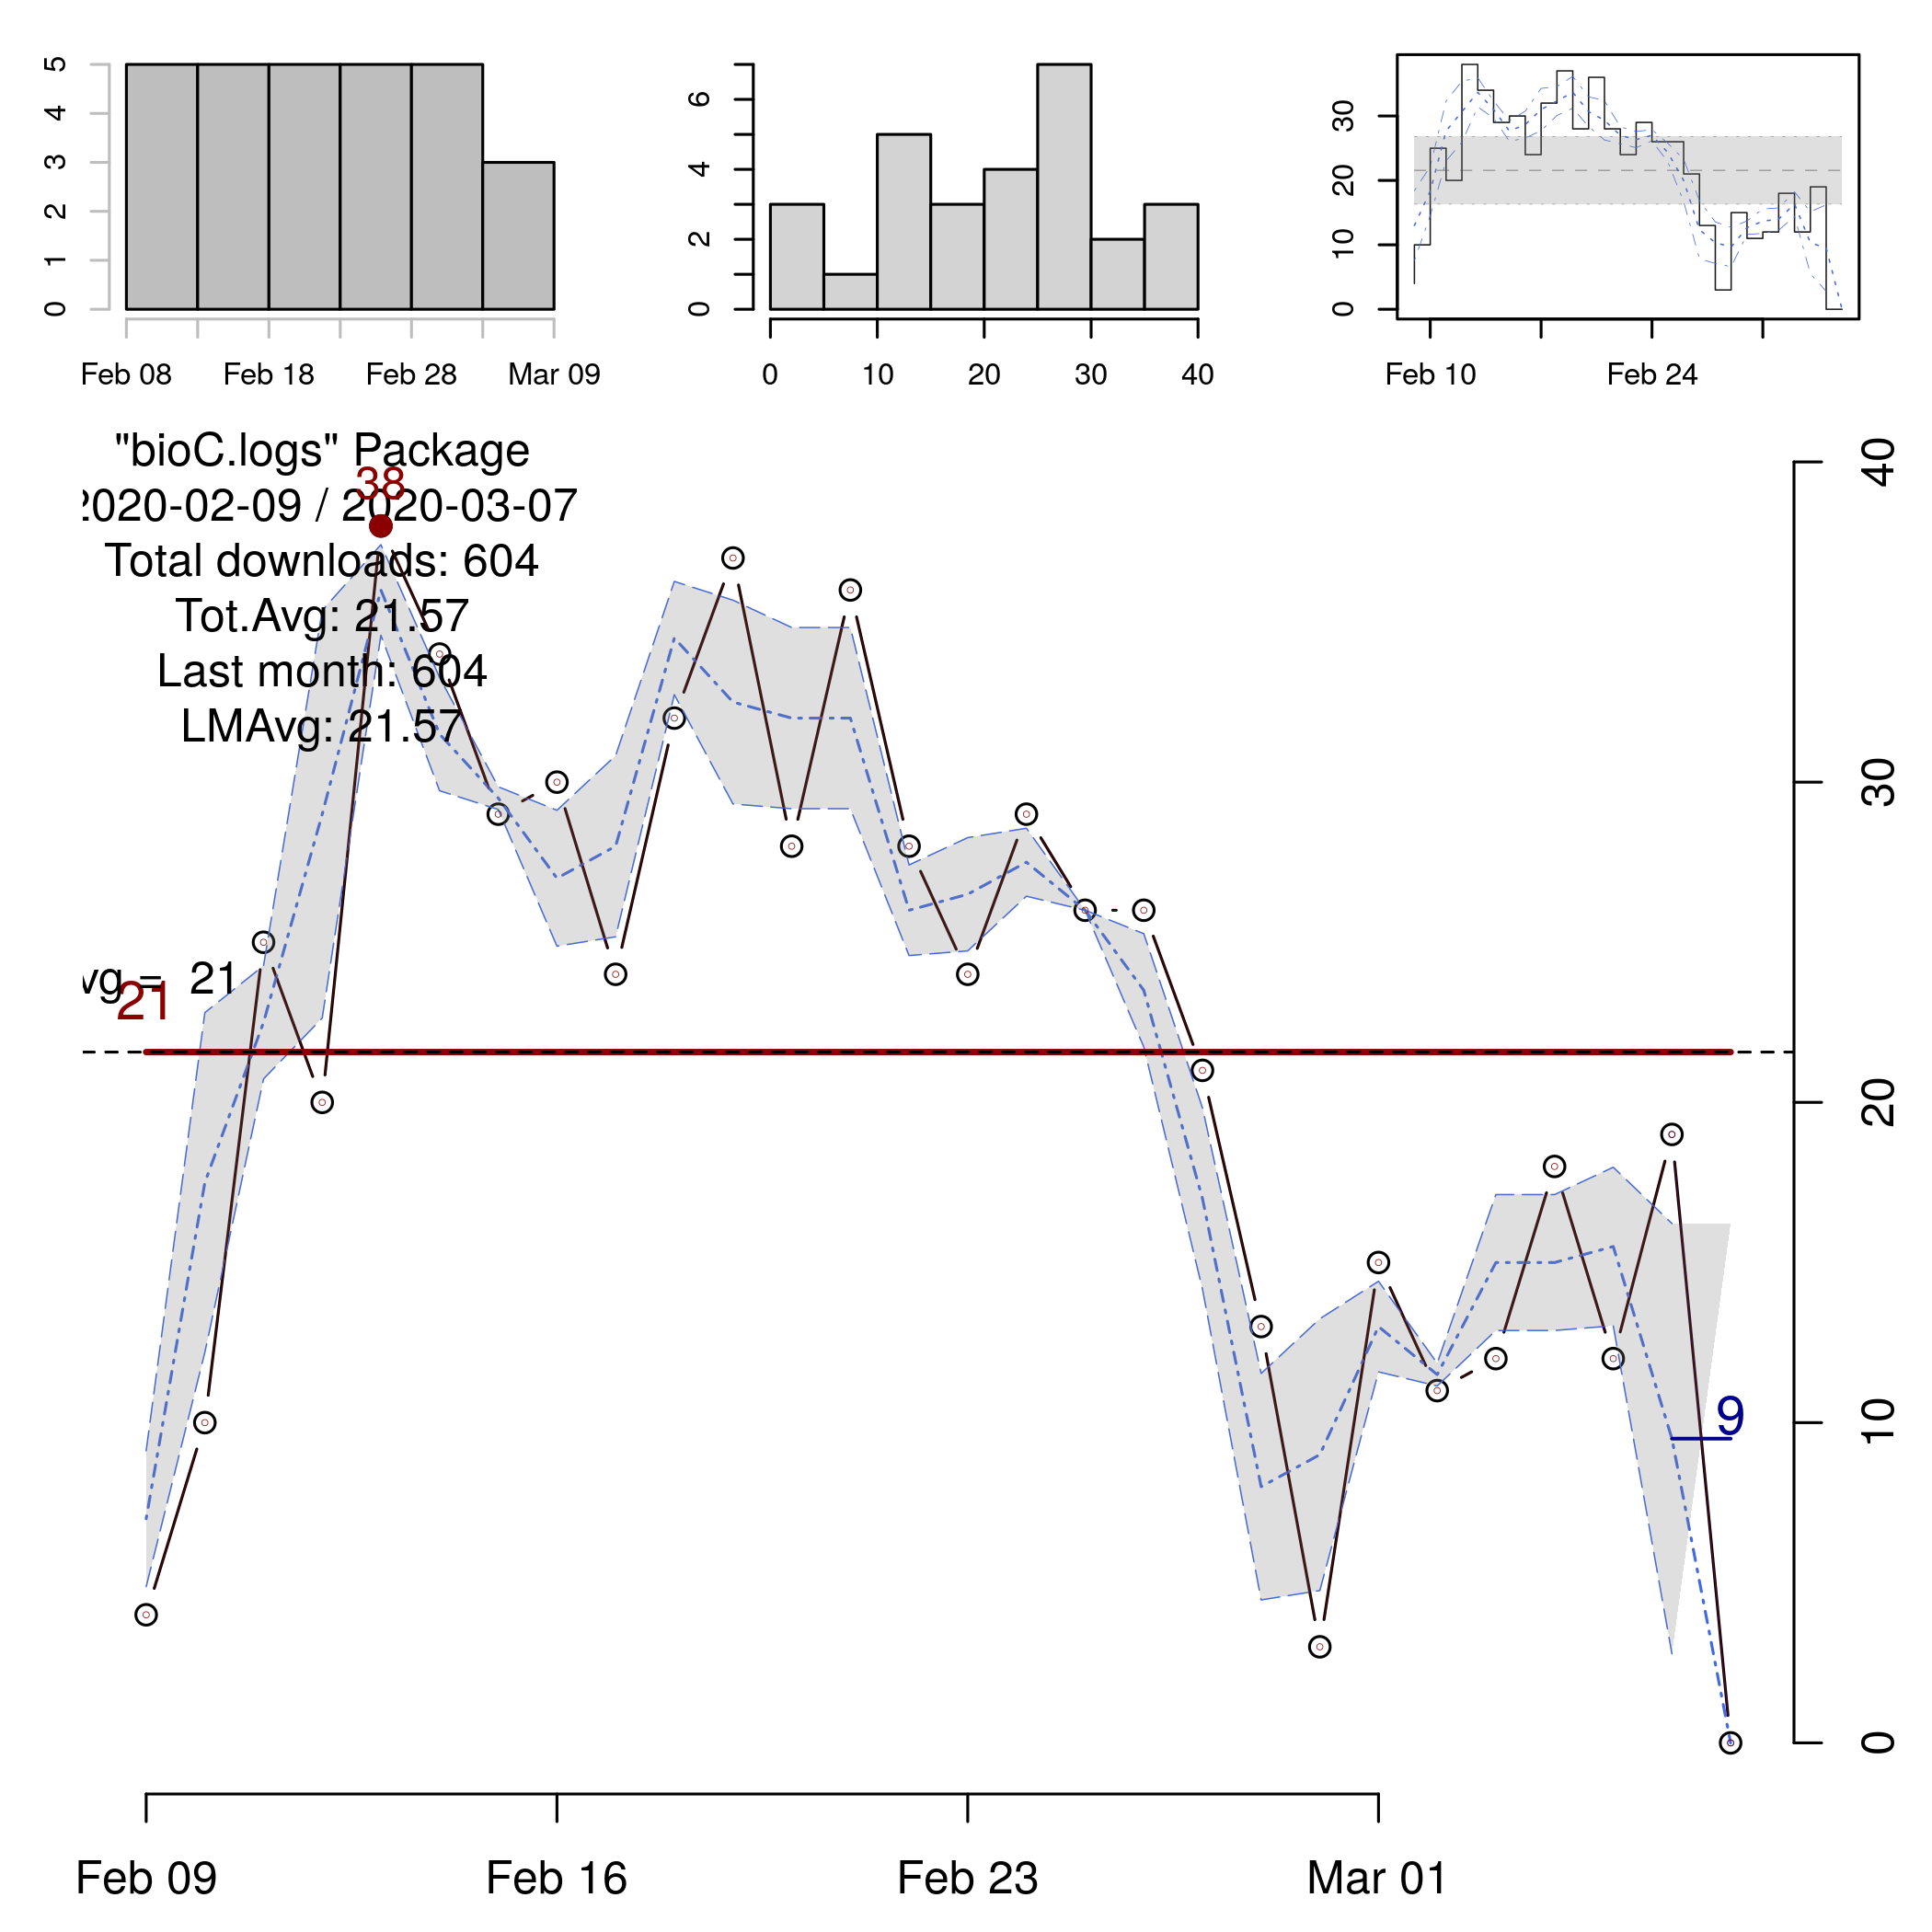 5
4
3
2
1
0
Feb 08 Feb 18 Feb 28 Mar 09
6
4
2
0
0 10 20 30 40
30
20
10
0
Feb 10 Feb 24
"bioC.logs" Package
38
2020-02-09 / 2020-03-07
Total downloads: 604
Tot.Avg: 21.57
Last month: 604
LMAvg: 21.57
vg = 21
21
9
40
30
20
10
0
Feb 09 Feb 16 Feb 23 Mar 01